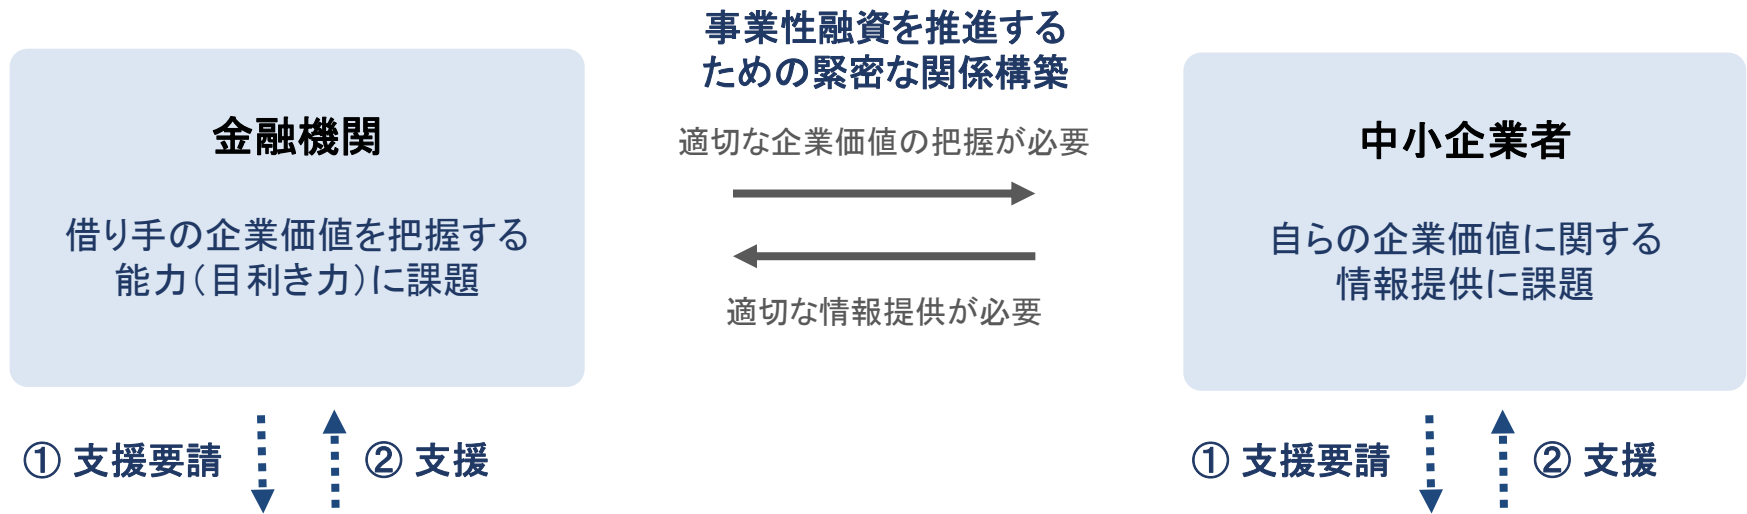 事業性融資を推進する
ための緊密な関係構築
金融機関
借り手の企業価値を把握する
能力（目利き力）に課題
適切な企業価値の把握が必要
適切な情報提供が必要
中小企業者
自らの企業価値に関する
情報提供に課題
① 支援要請
② 支援
① 支援要請
② 支援